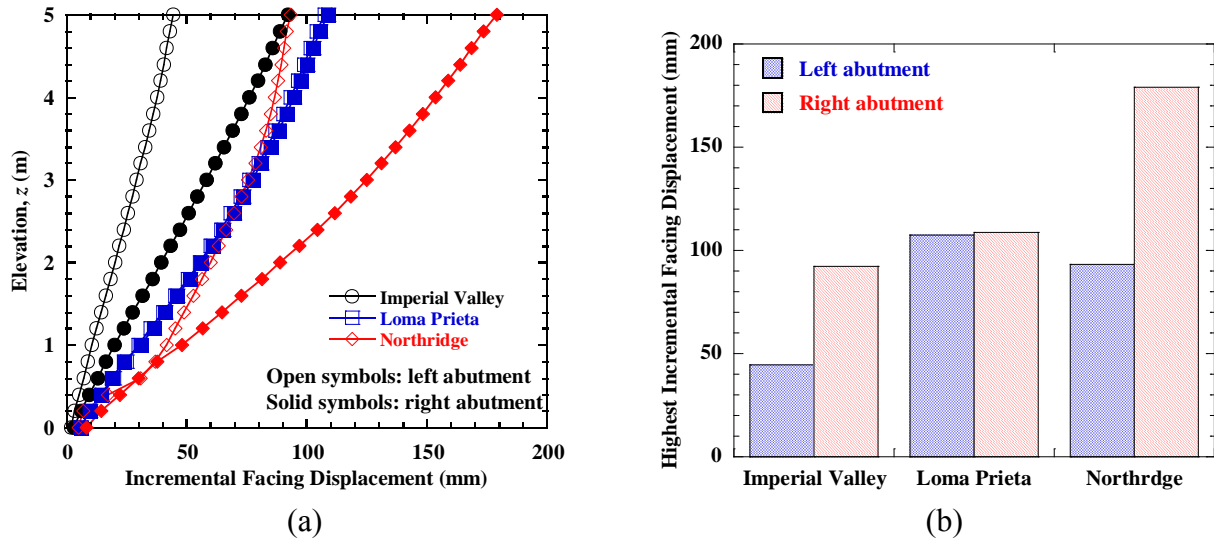 5
4
3
2
1
0
Elevation, z (m)
Imperial Valley
Loma Prieta
Northridge
Open symbols: left abutment
Solid symbols: right abutment
0 50 100 150 200
Incremental Facing Displacement (mm)
(a)
200
150
100
50
0
Highest Incremental Facing Displacement (mm)
Left abutment
Right abutment
Imperial Valley Loma Prieta Northrdge
(b)